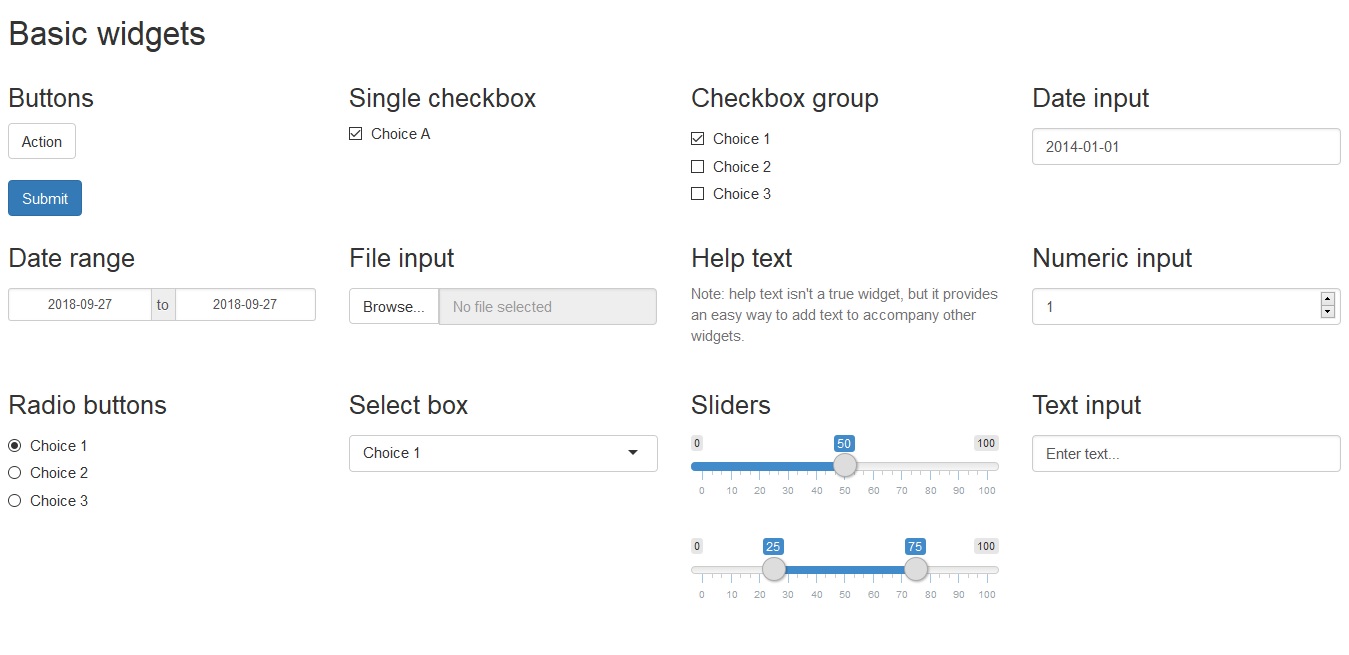 Basic widgets
Buttons
Action
Submit
Single checkbox
Choice A
Checkbox group
Choice 1
Choice 2
Choice 3
Date input
2014-01-01
Date range
2018-09-27 to 2018-09-27
File input
Browse... No file selected
Help text
Note: help text isn't a true widget, but it provides
an easy way to add text to accompany other
widgets.
Numeric input
1
Radio buttons
Choice 1
Choice 2
Choice 3
Select box
Choice 1
Sliders
0 50 100
0 10 20 30 40 50 60 70 80 90 100
0 25 75 100
0 10 20 30 40 50 60 70 80 90 100
Text input
Enter text...